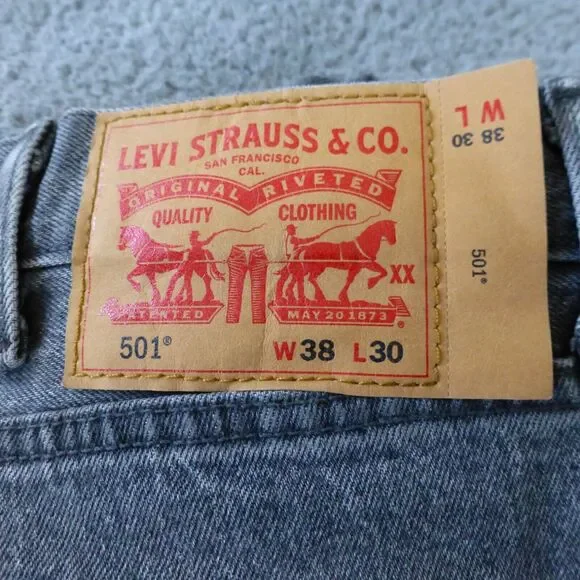 LEVI STRAUSS & CO.
SAN FRANCISCO
CAL.
ORIGINAL RIVETED
QUALITY CLOTHING
XX
PATENTED MAY 20 1873 ®
501® W38 L30
W L
38 30
501®